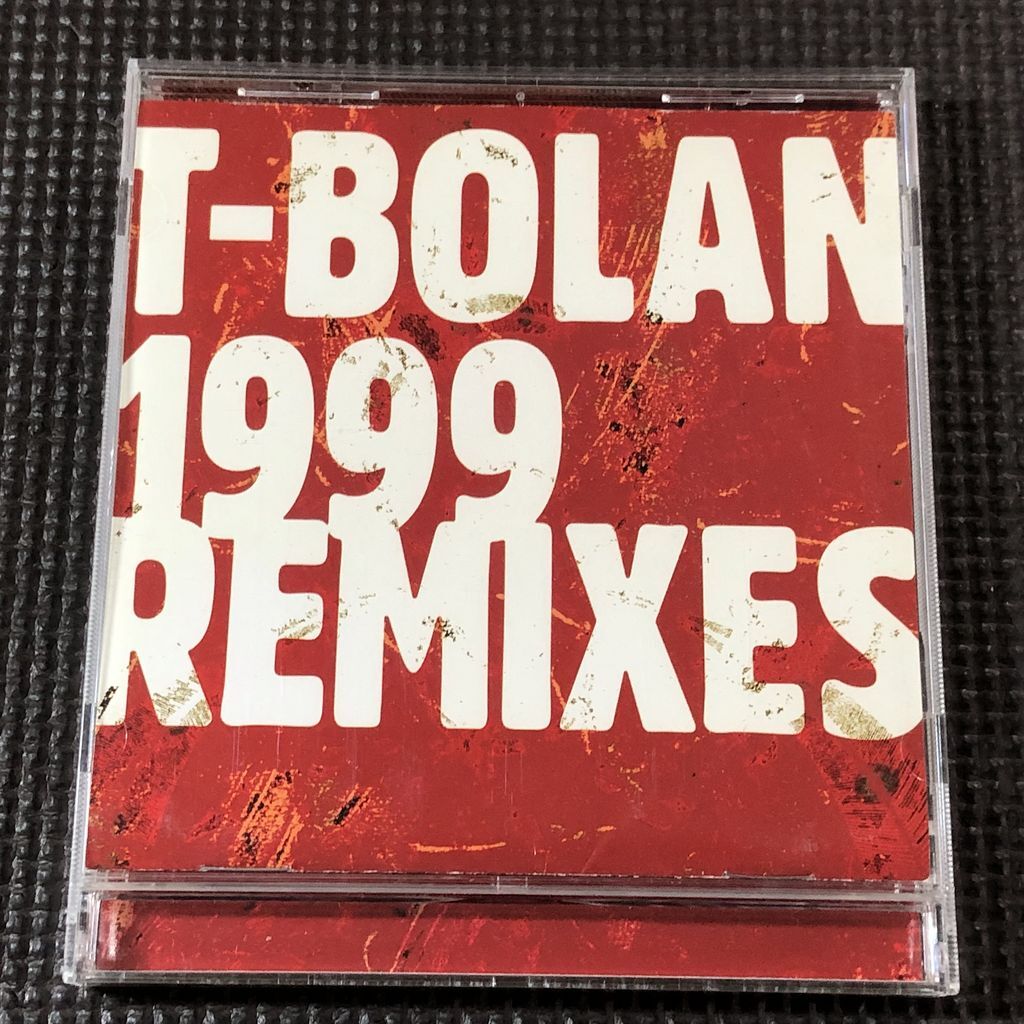 T-BOLAN
1999
REMIXES